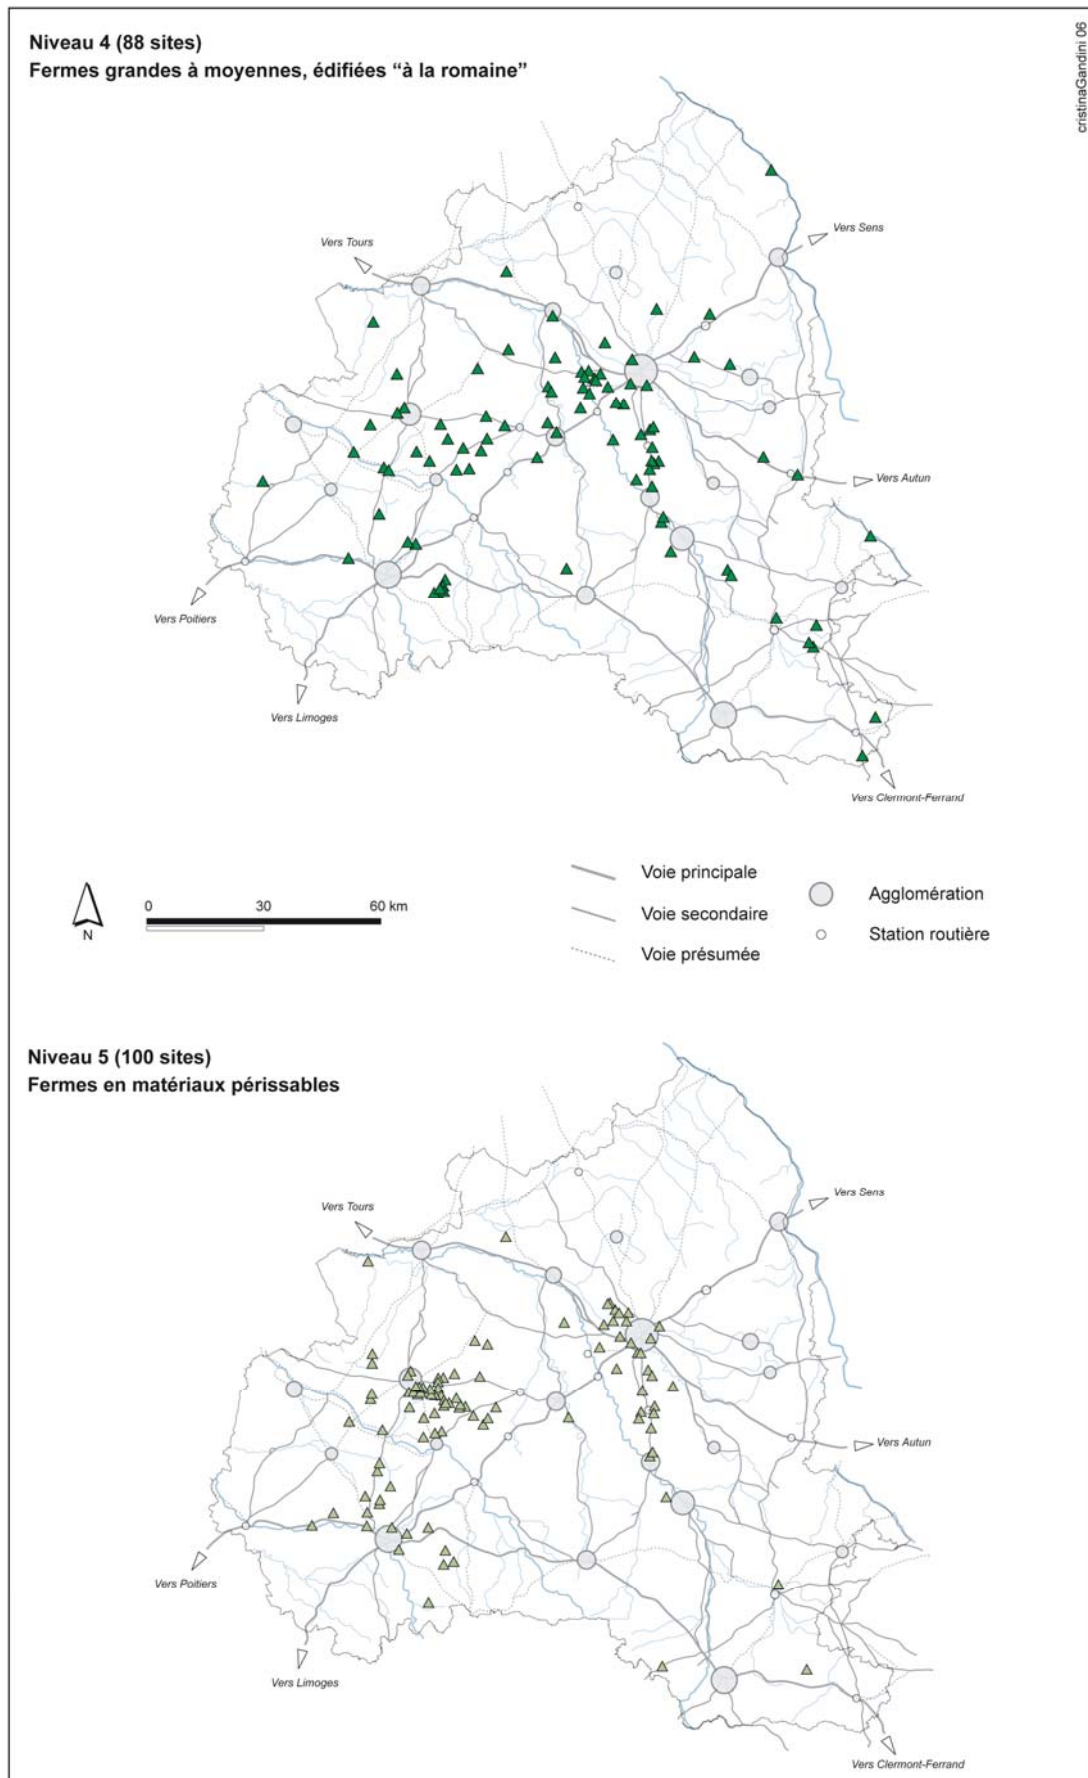 Niveau 4 (88 sites)
Fermes grandes à moyennes, édifiées “à la romaine”
cristinaGandini 06
Vers Tours
Vers Sens
Vers Autun
Vers Poitiers
Vers Limoges
Vers Clermont-Ferrand
N
0 30 60 km
Voie principale
Voie secondaire
Voie présumée
Agglomération
Station routière
Niveau 5 (100 sites)
Fermes en matériaux périssables
Vers Tours
Vers Sens
Vers Autun
Vers Poitiers
Vers Limoges
Vers Clermont-Ferrand